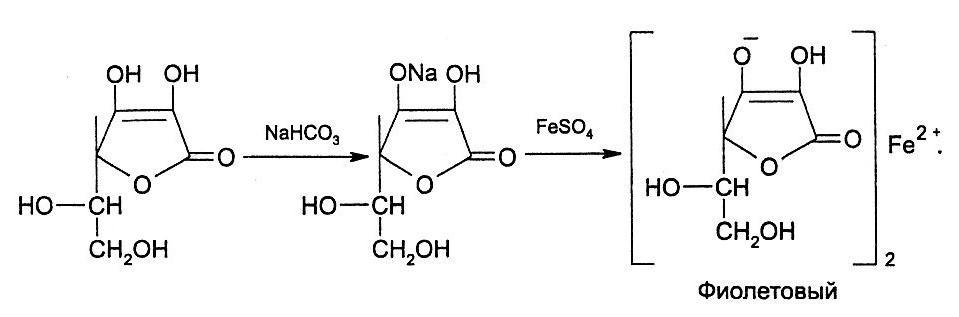 OH OH
O
O
HO—CH
CH₂OH
NaHCO₃
ONa OH
O
O
HO—CH
CH₂OH
FeSO₄
O⁻ OH
O
O
HO—CH
CH₂OH
2
Fe²⁺.
Фиолетовый